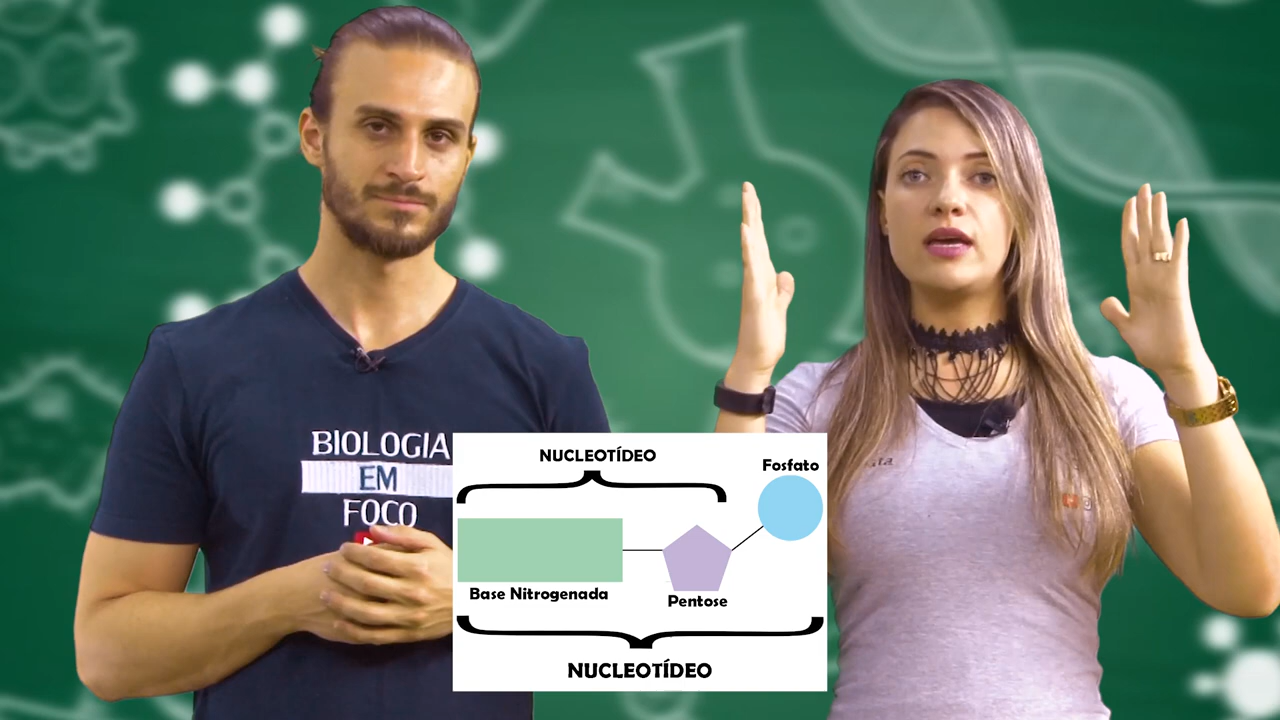 BIOLOGIA
EM
FOCO
NUCLEOTÍDEO
Fosfato
Base Nitrogenada
Pentose
NUCLEOTÍDEO